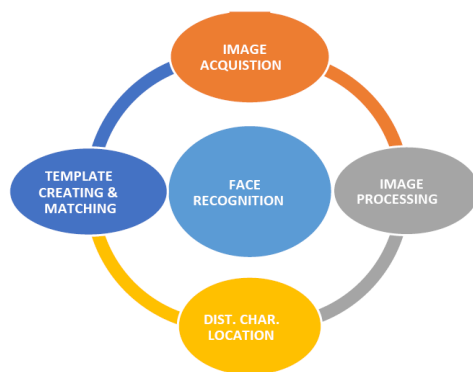 IMAGE
ACQUISTION
TEMPLATE
CREATING &
MATCHING
FACE
RECOGNITION
IMAGE
PROCESSING
DIST. CHAR.
LOCATION